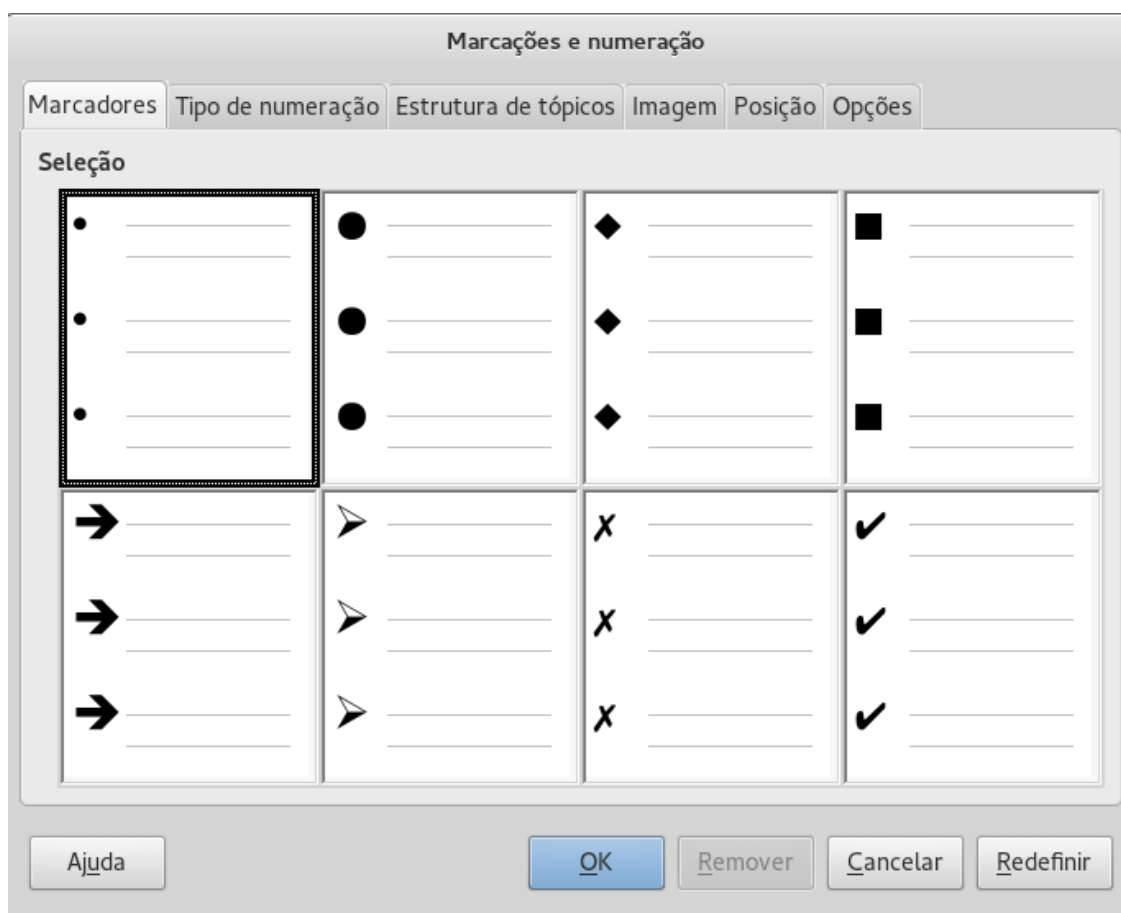 Marcações e numeração
Marcadores Tipo de numeração Estrutura de tópicos Imagem Posição Opções
Seleção
Ajuda OK Remover Cancelar Redefinir